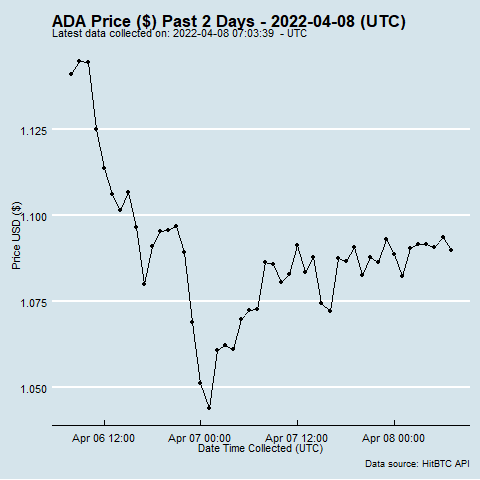 ADA Price ($) Past 2 Days - 2022-04-08 (UTC)
Latest data collected on: 2022-04-08 07:03:39  - UTC
1.125
1.100
1.075
1.050
Price USD ($)
Apr 06 12:00
Apr 07 00:00
Apr 07 12:00
Apr 08 00:00
Date Time Collected (UTC)
Data source: HitBTC API